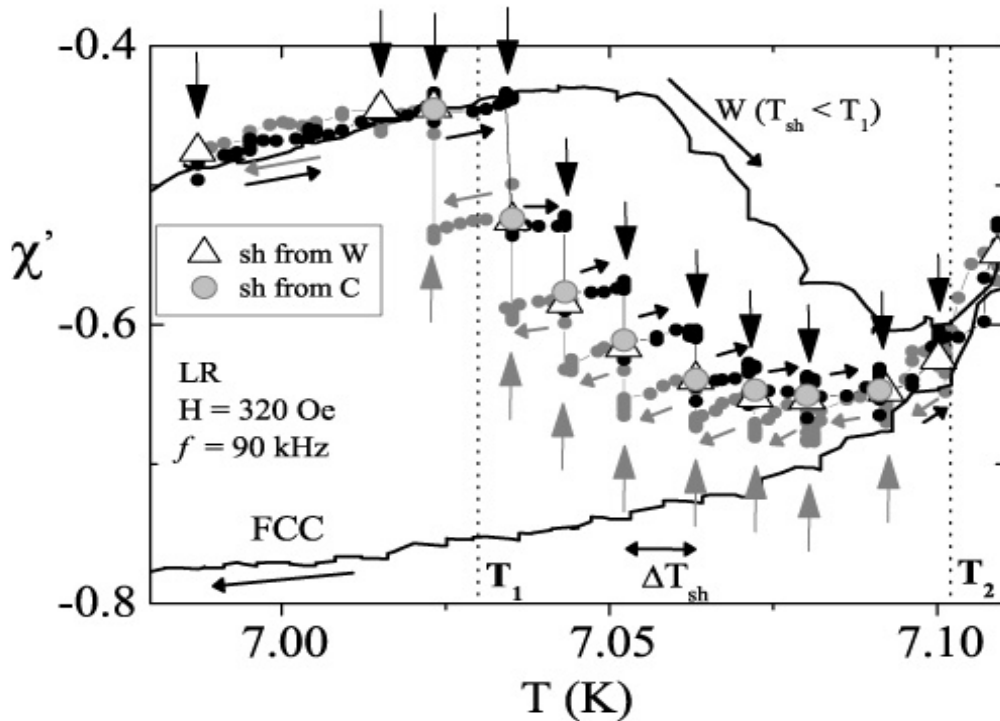 -0.4
W (T_sh < T_1)
χ'
sh from W
sh from C
-0.6
LR
H = 320 Oe
f = 90 kHz
FCC
T_1
ΔT_sh
T_2
-0.8
7.00
7.05
7.10
T (K)